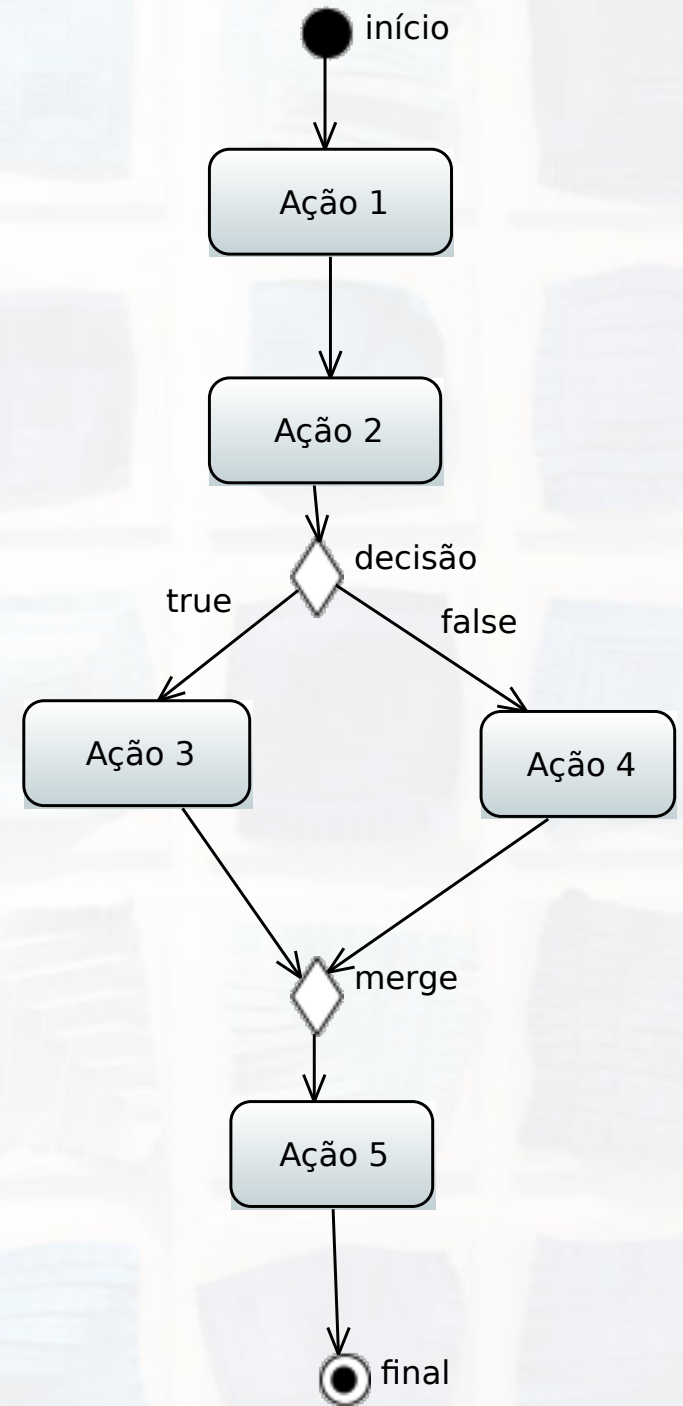 início
Ação 1
Ação 2
decisão
true
false
Ação 3
Ação 4
merge
Ação 5
final